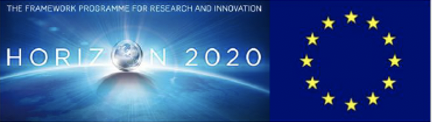 THE FRAMEWORK PROGRAMME FOR RESEARCH AND INNOVATION
HORIZON 2020